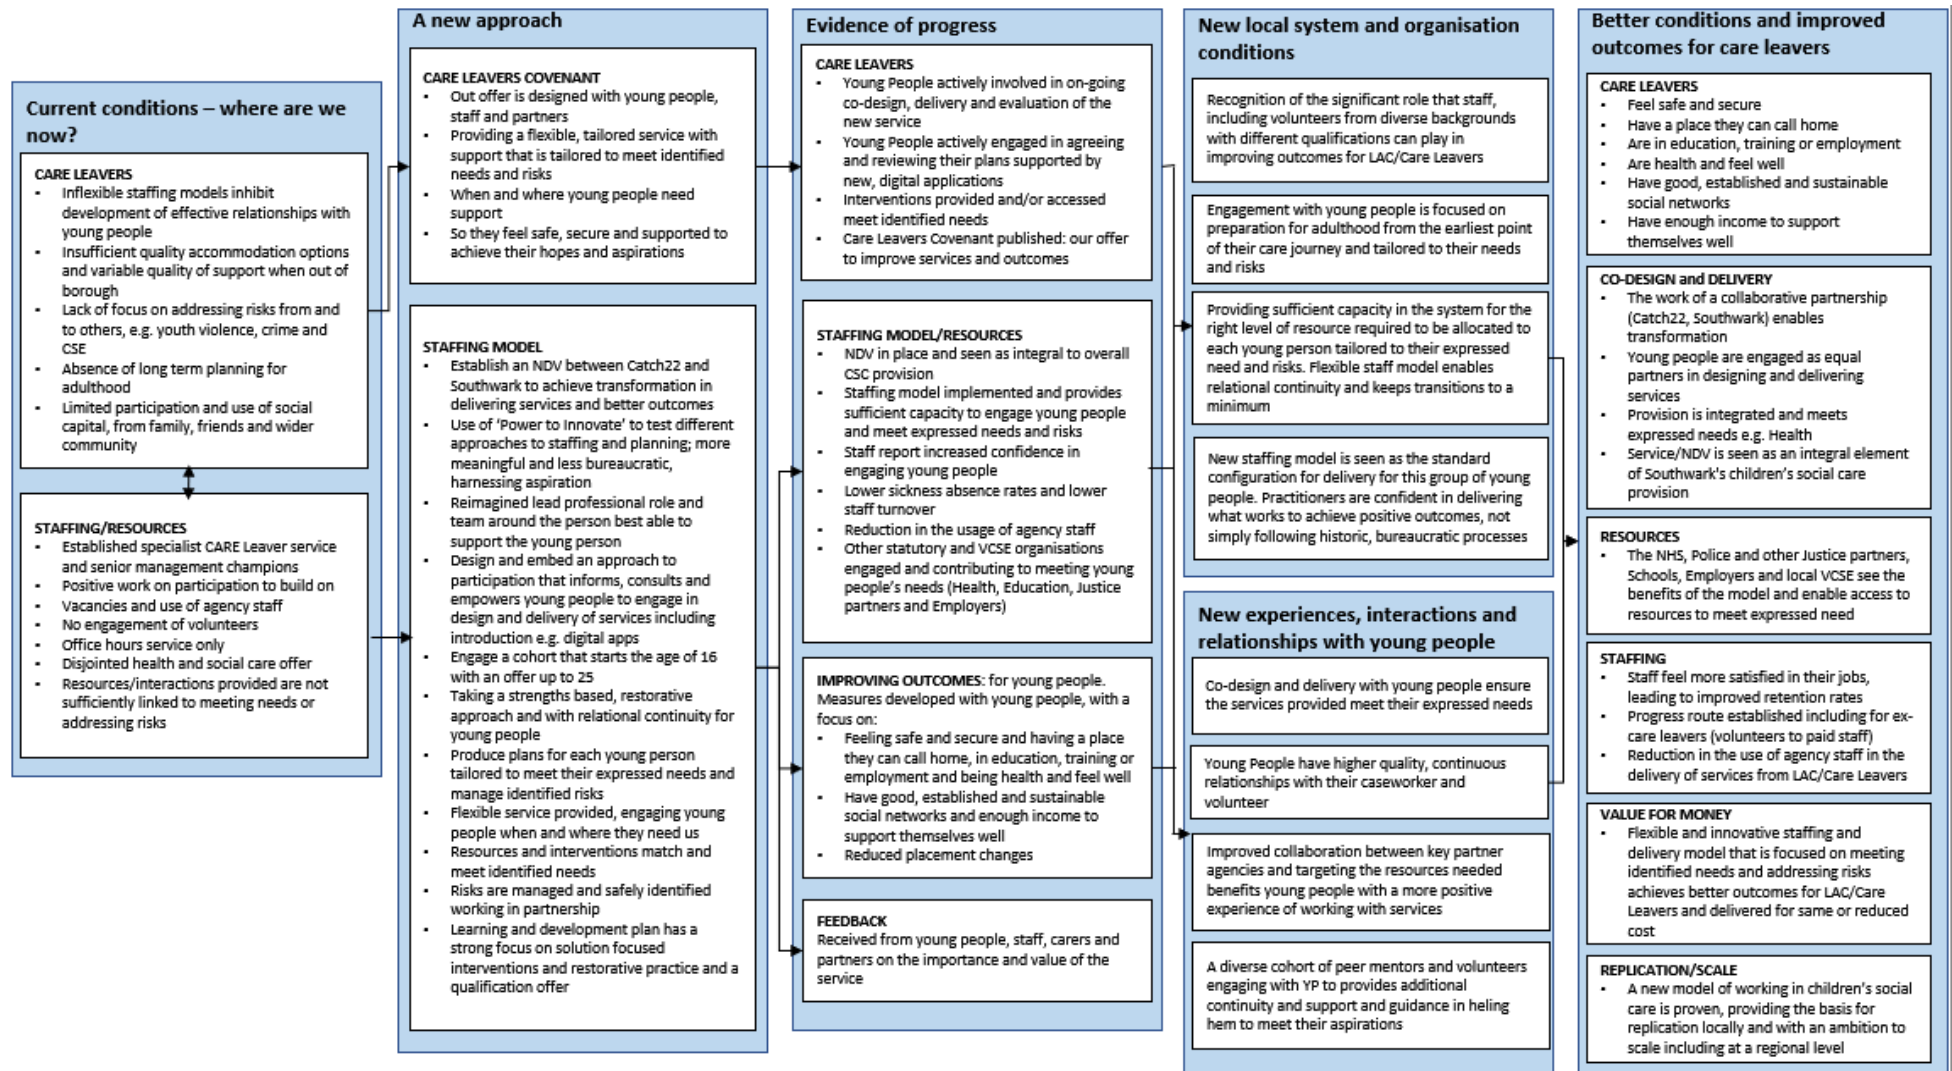 Current conditions – where are we
now?
CARE LEAVERS
▪ Inflexible staffing models inhibit
development of effective relationships with
young people
▪ Insufficient quality accommodation options
and variable quality of support when out of
borough
▪ Lack of focus on addressing risks from and
to others, e.g. youth violence, crime and
CSE
▪ Absence of long term planning for
adulthood
▪ Limited participation and use of social
capital, from family, friends and wider
community
STAFFING/RESOURCES
▪ Established specialist CARE Leaver service
and senior management champions
▪ Positive work on participation to build on
▪ Vacancies and use of agency staff
▪ No engagement of volunteers
▪ Office hours service only
▪ Disjointed health and social care offer
▪ Resources/interactions provided are not
sufficiently linked to meeting needs or
addressing risks
A new approach
CARE LEAVERS COVENANT
▪ Out offer is designed with young people,
staff and partners
▪ Providing a flexible, tailored service with
support that is tailored to meet identified
needs and risks
▪ When and where young people need
support
▪ So they feel safe, secure and supported to
achieve their hopes and aspirations
STAFFING MODEL
▪ Establish an NDV between Catch22 and
Southwark to achieve transformation in
delivering services and better outcomes
▪ Use of ‘Power to Innovate’ to test different
approaches to staffing and planning; more
meaningful and less bureaucratic,
harnessing aspiration
▪ Reimagined lead professional role and
team around the person best able to
support the young person
▪ Design and embed an approach to
participation that informs, consults and
empowers young people to engage in
design and delivery of services including
introduction e.g. digital apps
▪ Engage a cohort that starts the age of 16
with an offer up to 25
▪ Taking a strengths based, restorative
approach and with relational continuity for
young people
▪ Produce plans for each young person
tailored to meet their expressed needs and
manage identified risks
▪ Flexible service provided, engaging young
people when and where they need us
▪ Resources and interventions match and
meet identified needs
▪ Risks are managed and safely identified
working in partnership
▪ Learning and development plan has a
strong focus on solution focused
interventions and restorative practice and a
qualification offer
Evidence of progress
CARE LEAVERS
▪ Young People actively involved in on-going
co-design, delivery and evaluation of the
new service
▪ Young People actively engaged in agreeing
and reviewing their plans supported by
new, digital applications
▪ Interventions provided and/or accessed
meet identified needs
▪ Care Leavers Covenant published: our offer
to improve services and outcomes
STAFFING MODEL/RESOURCES
▪ NDV in place and seen as integral to overall
CSC provision
▪ Staffing model implemented and provides
sufficient capacity to engage young people
and meet expressed needs and risks
▪ Staff report increased confidence in
engaging young people
▪ Lower sickness absence rates and lower
staff turnover
▪ Reduction in the usage of agency staff
▪ Other statutory and VCSE organisations
engaged and contributing to meeting young
people’s needs (Health, Education, Justice
partners and Employers)
IMPROVING OUTCOMES: for young people.
Measures developed with young people, with a
focus on:
▪ Feeling safe and secure and having a place
they can call home, in education, training or
employment and being health and feel well
▪ Have good, established and sustainable
social networks and enough income to
support themselves well
▪ Reduced placement changes
FEEDBACK
Received from young people, staff, carers and
partners on the importance and value of the
service
New local system and organisation
conditions
Recognition of the significant role that staff,
including volunteers from diverse backgrounds
with different qualifications can play in
improving outcomes for LAC/Care Leavers
Engagement with young people is focused on
preparation for adulthood from the earliest point
of their care journey and tailored to their needs
and risks
Providing sufficient capacity in the system for the
right level of resource required to be allocated to
each young person tailored to their expressed
need and risks. Flexible staff model enables
relational continuity and keeps transitions to a
minimum
New staffing model is seen as the standard
configuration for delivery for this group of young
people. Practitioners are confident in delivering
what works to achieve positive outcomes, not
simply following historic, bureaucratic processes
New experiences, interactions and
relationships with young people
Co-design and delivery with young people ensure
the services provided meet their expressed needs
Young People have higher quality, continuous
relationships with their caseworker and
volunteer
Improved collaboration between key partner
agencies and targeting the resources needed
benefits young people with a more positive
experience of working with services
A diverse cohort of peer mentors and volunteers
engaging with YP to provides additional
continuity and support and guidance in heling
hem to meet their aspirations
Better conditions and improved
outcomes for care leavers
CARE LEAVERS
▪ Feel safe and secure
▪ Have a place they can call home
▪ Are in education, training or employment
▪ Are health and feel well
▪ Have good, established and sustainable
social networks
▪ Have enough income to support
themselves well
CO-DESIGN and DELIVERY
▪ The work of a collaborative partnership
(Catch22, Southwark) enables
transformation
▪ Young people are engaged as equal
partners in designing and delivering
services
▪ Provision is integrated and meets
expressed needs e.g. Health
▪ Service/NDV is seen as an integral element
of Southwark's children’s social care
provision
RESOURCES
▪ The NHS, Police and other Justice partners,
Schools, Employers and local VCSE see the
benefits of the model and enable access to
resources to meet expressed need
STAFFING
▪ Staff feel more satisfied in their jobs,
leading to improved retention rates
▪ Progress route established including for ex-
care leavers (volunteers to paid staff)
▪ Reduction in the use of agency staff in the
delivery of services from LAC/Care Leavers
VALUE FOR MONEY
▪ Flexible and innovative staffing and
delivery model that is focused on meeting
identified needs and addressing risks
achieves better outcomes for LAC/Care
Leavers and delivered for same or reduced
cost
REPLICATION/SCALE
▪ A new model of working in children’s social
care is proven, providing the basis for
replication locally and with an ambition to
scale including at a regional level